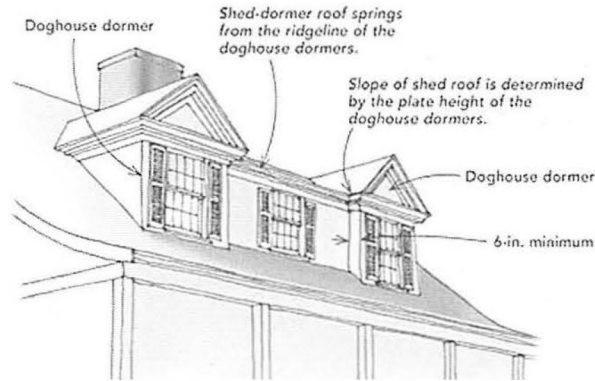 Doghouse dormer
Shed-dormer roof springs
from the ridgeline of the
doghouse dormers.
Slope of shed roof is determined
by the plate height of the
doghouse dormers.
Doghouse dormer
6-in. minimum